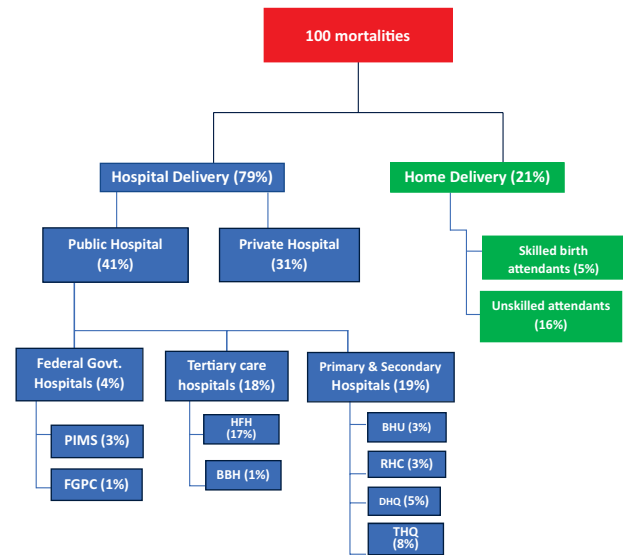 100 mortalities
Hospital Delivery (79%)
Home Delivery (21%)
Public Hospital
(41%)
Private Hospital
(31%)
Skilled birth
attendants (5%)
Unskilled attendants
(16%)
Federal Govt.
Hospitals (4%)
Tertiary care
hospitals (18%)
Primary & Secondary
Hospitals (19%)
PIMS (3%)
FGPC (1%)
HFH
(17%)
BBH (1%)
BHU (3%)
RHC (3%)
DHQ (5%)
THQ
(8%)